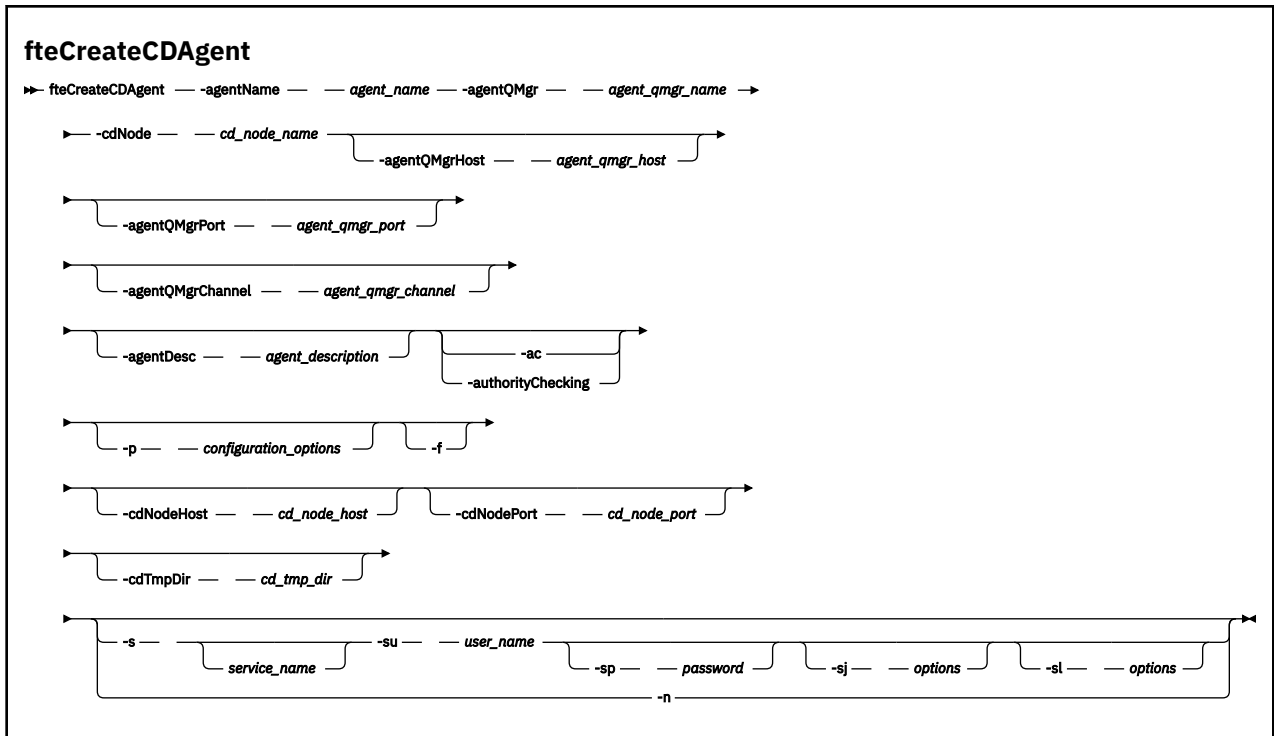 fteCreateCDAgent
fteCreateCDAgent -agentName agent_name -agentQMgr agent_qmgr_name
-cdNode cd_node_name
-agentQMgrHost agent_qmgr_host
-agentQMgrPort agent_qmgr_port
-agentQMgrChannel agent_qmgr_channel
-agentDesc agent_description -ac
-authorityChecking
-p configuration_options -f
-cdNodeHost cd_node_host -cdNodePort cd_node_port
-cdTmpDir cd_tmp_dir
-s -su user_name
service_name -sp password -sj options -sl options
-n